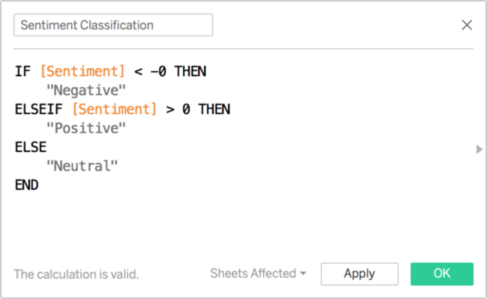 Sentiment Classification
IF [Sentiment] < -0 THEN
"Negative"
ELSEIF [Sentiment] > 0 THEN
"Positive"
ELSE
"Neutral"
END
The calculation is valid.
Sheets Affected
Apply
OK